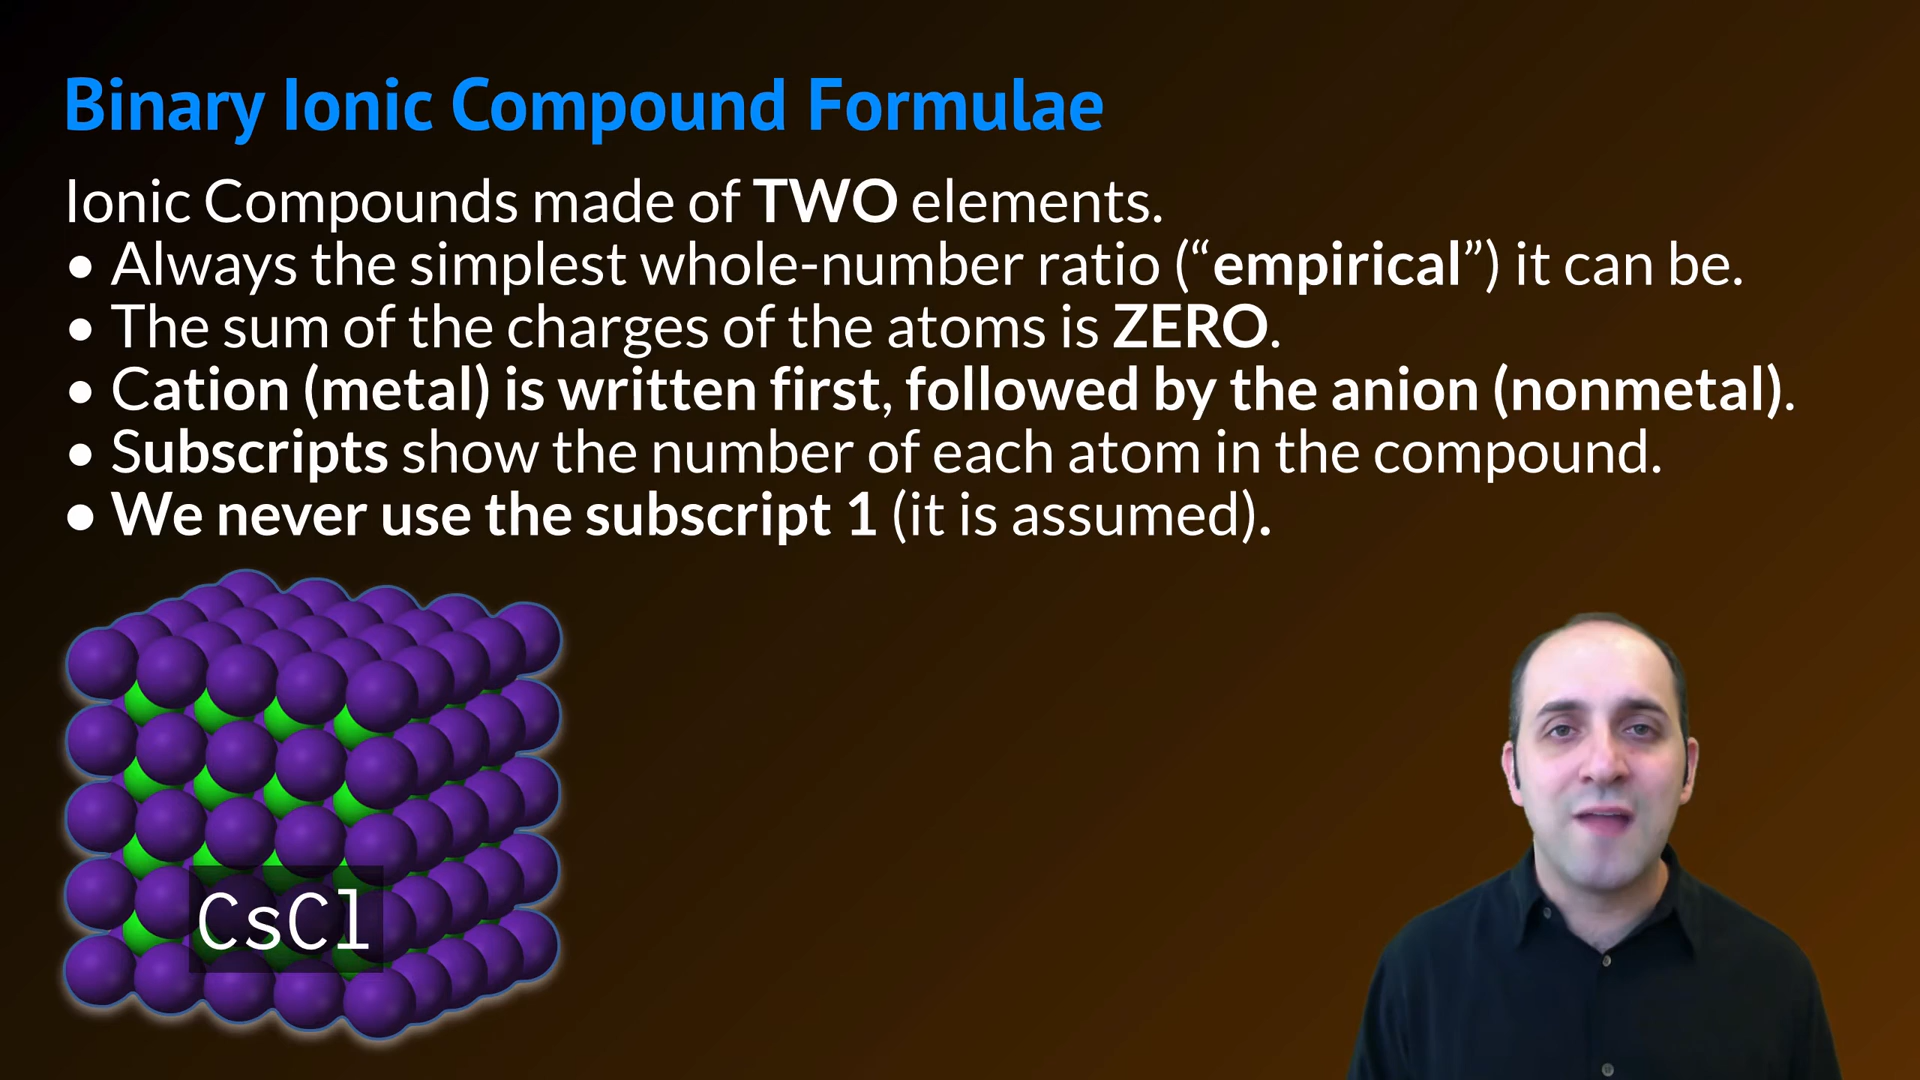 Binary Ionic Compound Formulae
Ionic Compounds made of TWO elements.
• Always the simplest whole-number ratio (“empirical”) it can be.
• The sum of the charges of the atoms is ZERO.
• Cation (metal) is written first, followed by the anion (nonmetal).
• Subscripts show the number of each atom in the compound.
• We never use the subscript 1 (it is assumed).
CsCl